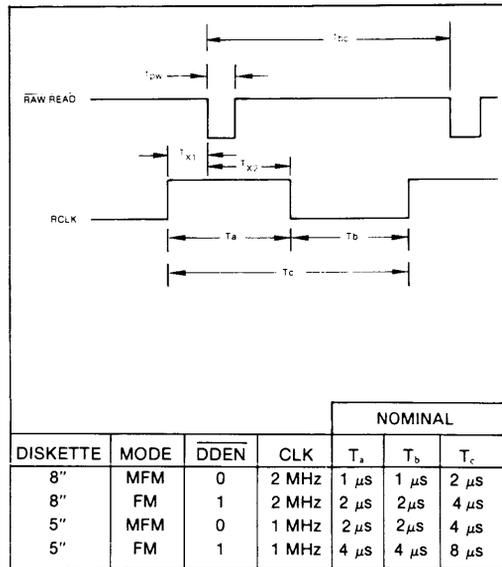 Tbc
Tpw
RAW READ
Tx1
Tx2
RCLK
Ta Tb
Tc
NOMINAL
DISKETTE MODE DDEN CLK Ta Tb Tc
8" MFM 0 2 MHz 1 μs 1 μs 2 μs
8" FM 1 2 MHz 2 μs 2μs 4 μs
5" MFM 0 1 MHz 2 μs 2μs 4 μs
5" FM 1 1 MHz 4 μs 4 μs 8 μs